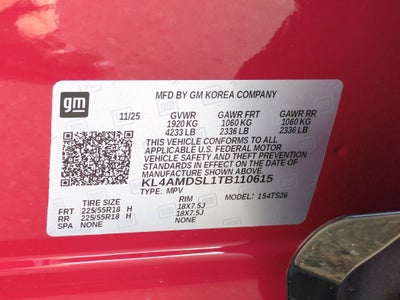 gm
MFD BY GM KOREA COMPANY
11/25 GVWR GAWR FRT GAWR RR
1920 KG 1060 KG 1060 KG
4233 LB 2336 LB 2336 LB
THIS VEHICLE CONFORMS TO ALL
APPLICABLE U.S. FEDERAL MOTOR
VEHICLE SAFETY, BUMPER, AND
THEFT PREVENTION STANDARDS
IN EFFECT ON THE DATE OF
MANUFACTURE SHOWN ABOVE.
KL4AMDSL1TB110615
TYPE: MPV MODEL: 1S4TS26
TIRE SIZE RIM
FRT 225/55R18 H 18X7.5J
RR 225/55R18 H 18X7.5J
SPA NONE NONE